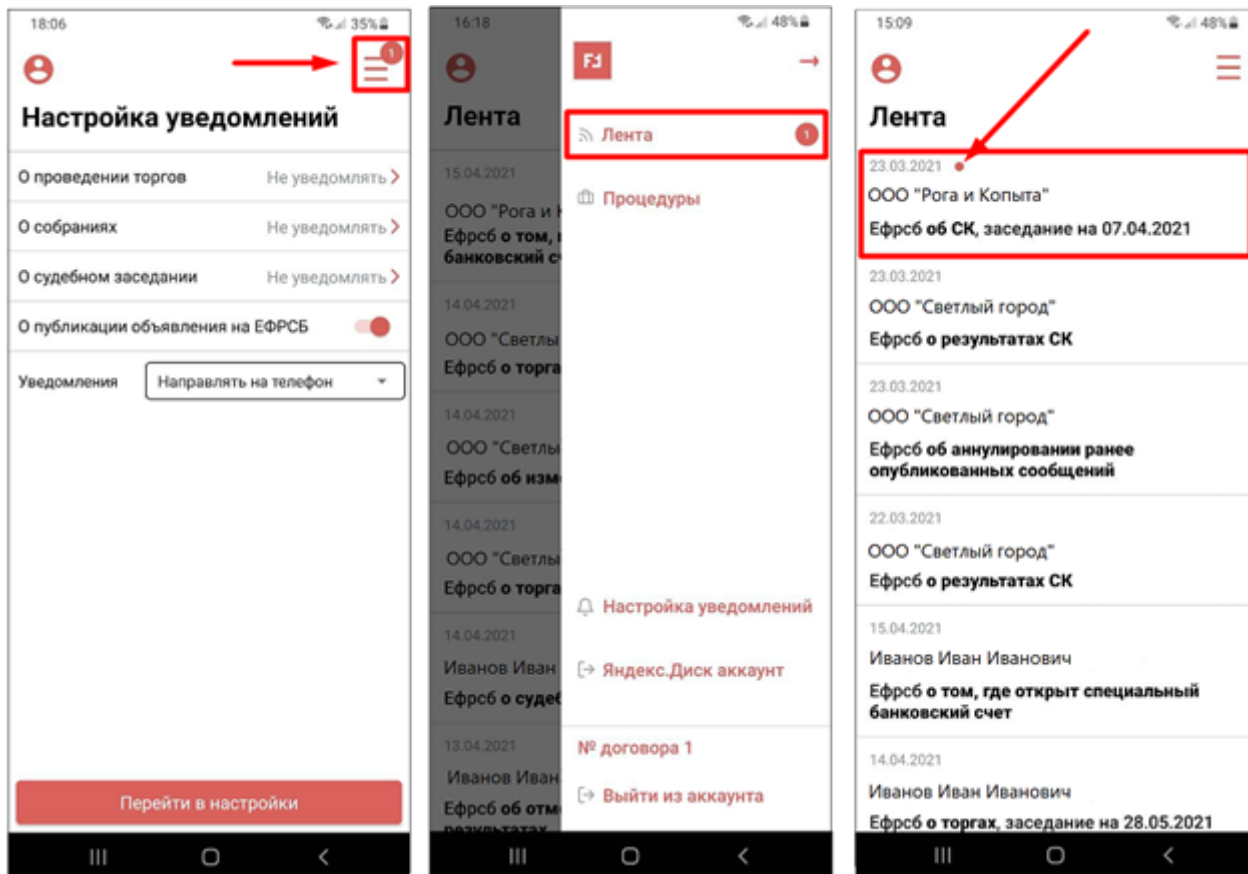 18:06
35%
1
Настройка уведомлений
О проведении торгов Не уведомлять
О собраниях Не уведомлять
О судебном заседании Не уведомлять
О публикации объявления на ЕФРСБ
Уведомления Направлять на телефон
Перейти в настройки
16:18
48%
Лента
15.04.2021
ООО "Рога и
Ефрсб о том,
банковский
14.04.2021
ООО "Светлы
Ефрсб о торга
14.04.2021
ООО "Светлы
Ефрсб об изм
14.04.2021
ООО "Светлы
Ефрсб о торга
14.04.2021
Иванов Иван
Ефрсб о судеб
13.04.2021
Иванов Иван
Ефрсб об отм
результатах
Лента 1
Процедуры
Настройка уведомлений
Яндекс.Диск аккаунт
№ договора 1
Выйти из аккаунта
15:09
48%
Лента
23.03.2021
ООО "Рога и Копыта"
Ефрсб об СК, заседание на 07.04.2021
23.03.2021
ООО "Светлый город"
Ефрсб о результатах СК
23.03.2021
ООО "Светлый город"
Ефрсб об аннулировании ранее
опубликованных сообщений
22.03.2021
ООО "Светлый город"
Ефрсб о результатах СК
15.04.2021
Иванов Иван Иванович
Ефрсб о том, где открыт специальный
банковский счет
14.04.2021
Иванов Иван Иванович
Ефрсб о торгах, заседание на 28.05.2021